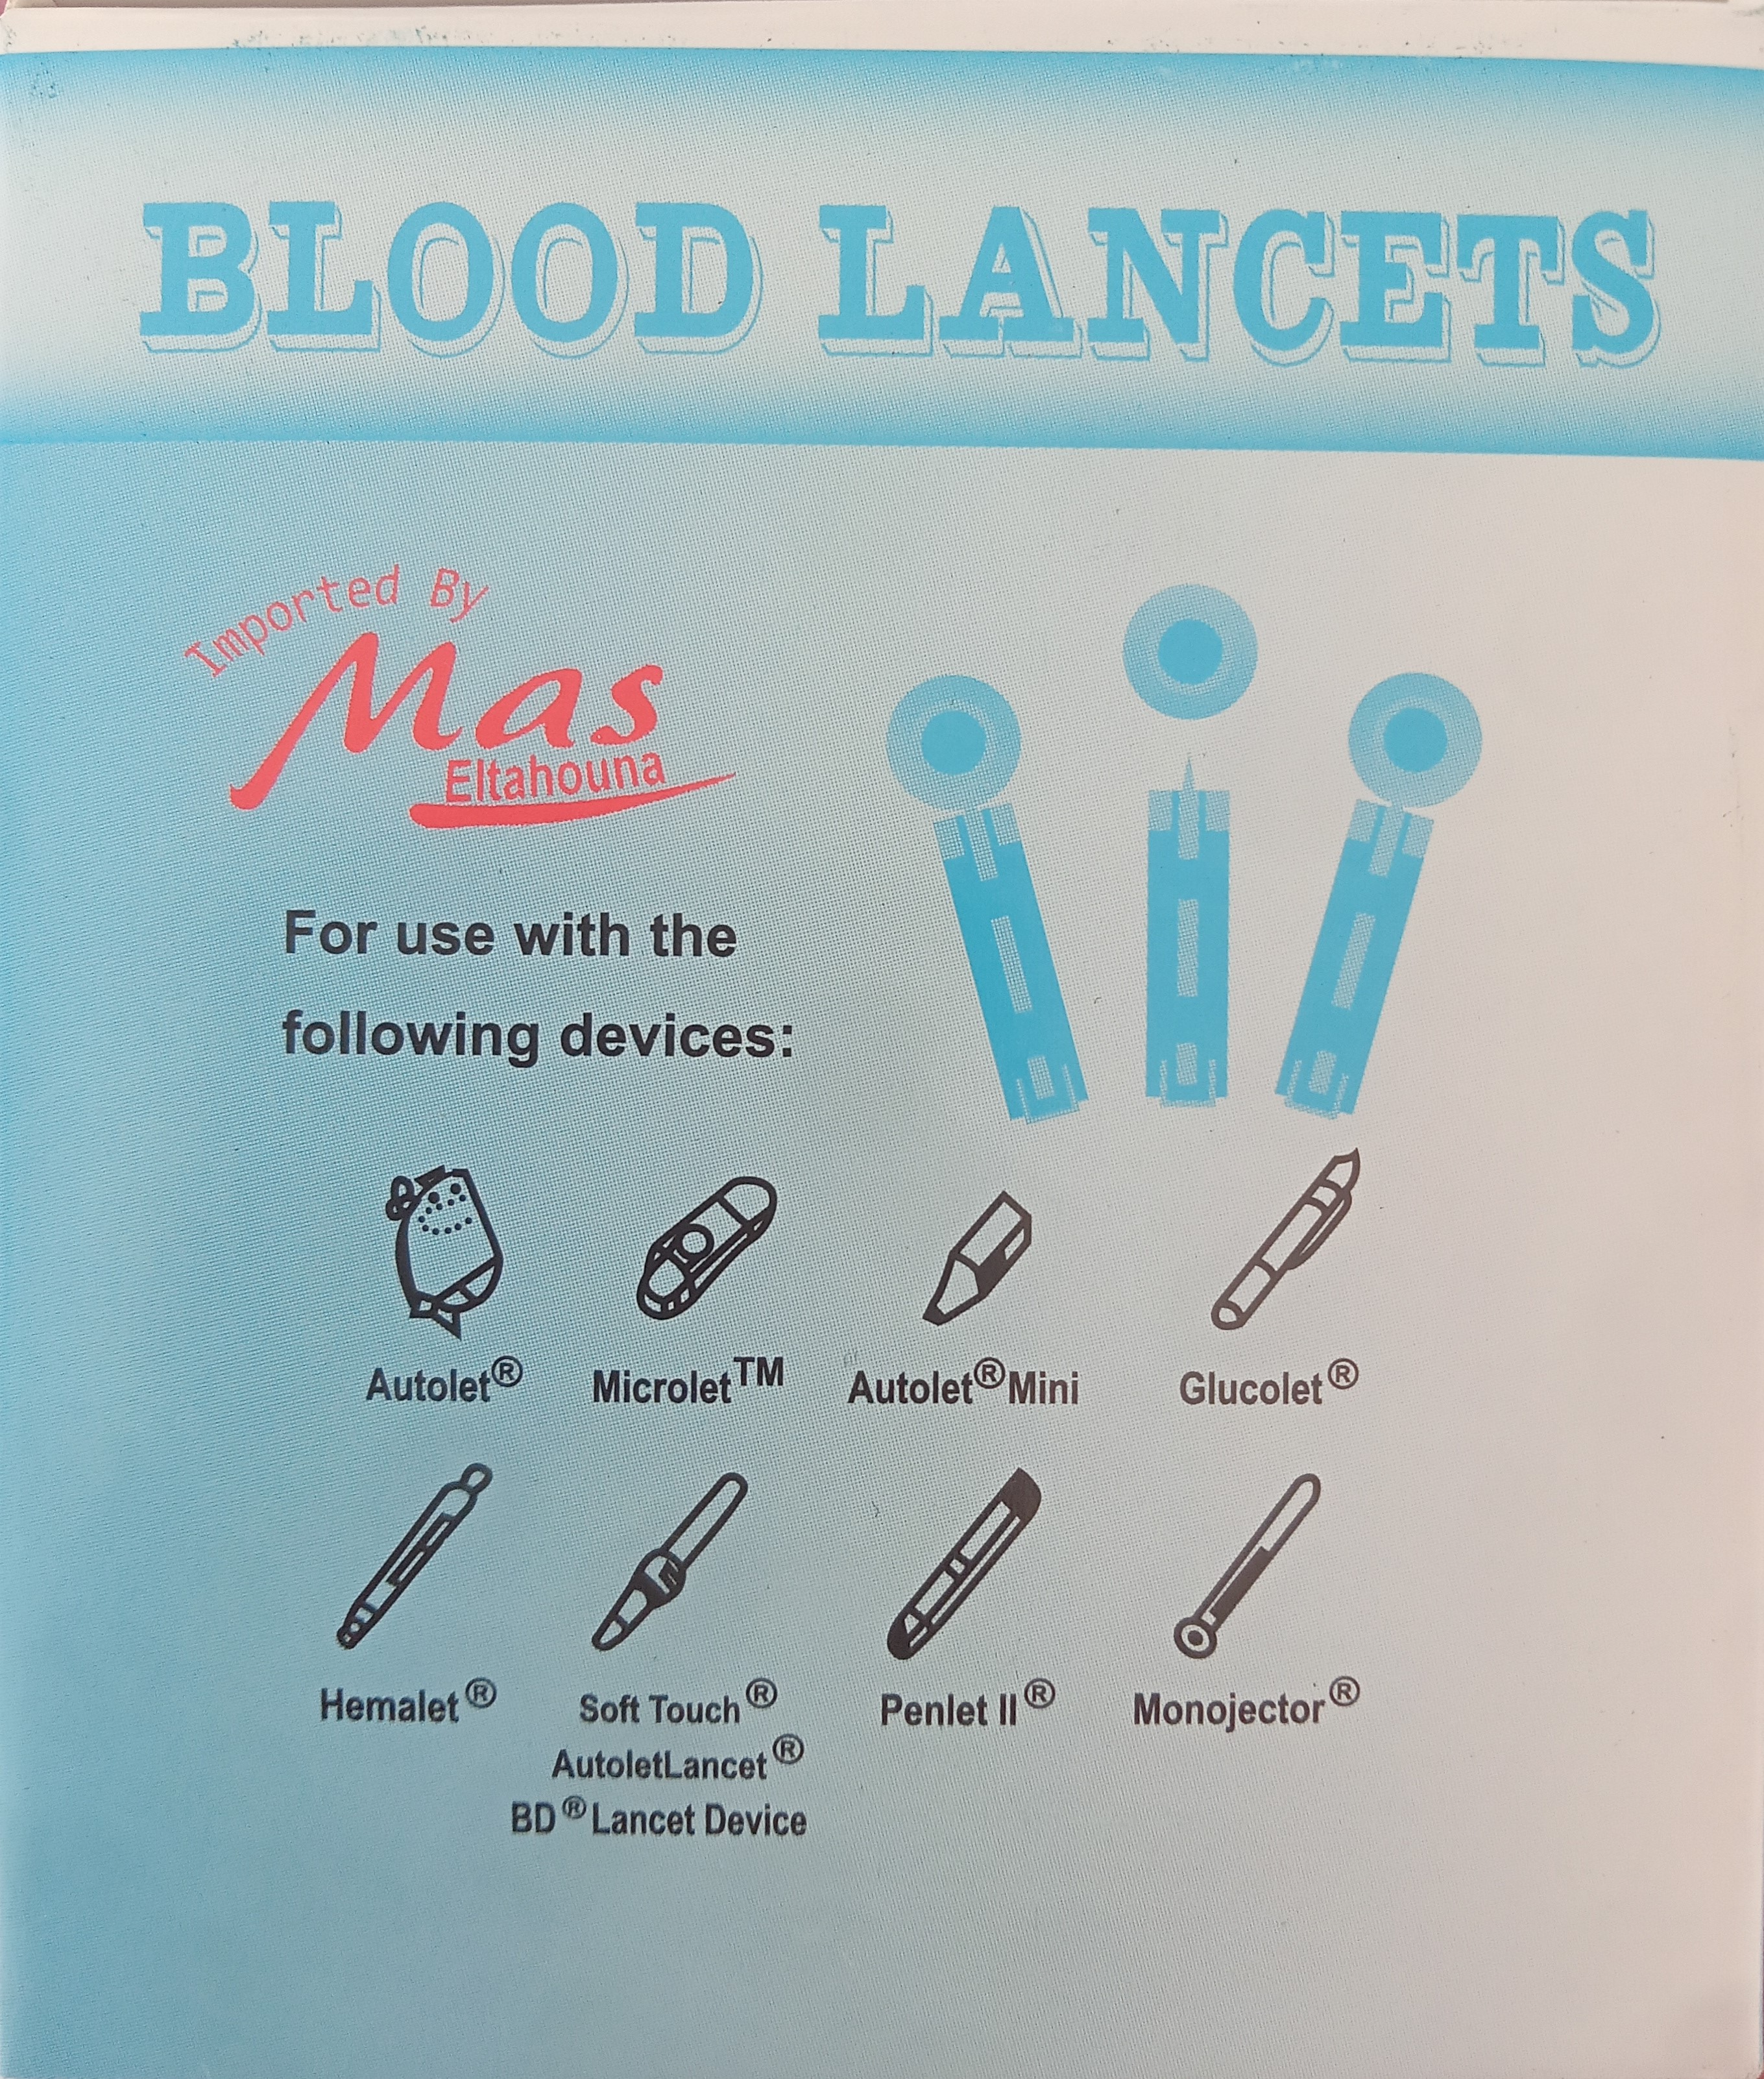 BLOOD LANCETS
Imported By
Mas
Eltahouna
For use with the
following devices:
Autolet® Microlet™ Autolet®Mini Glucolet®
Hemalet® Soft Touch® Penlet II® Monojector®
AutoletLancet®
BD®Lancet Device